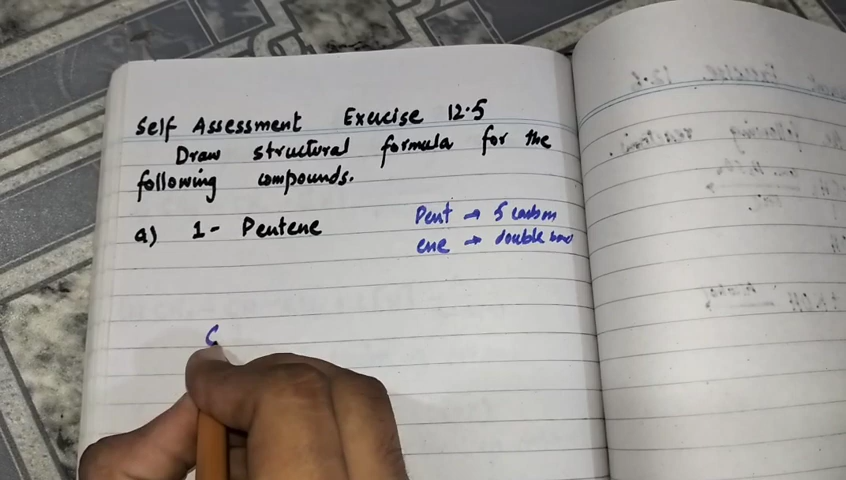 Self Assessment Exercise 12.5
Draw structural formula for the
following compounds.
a) 1- Pentene
Pent → 5 carbon
ene → double bond
C